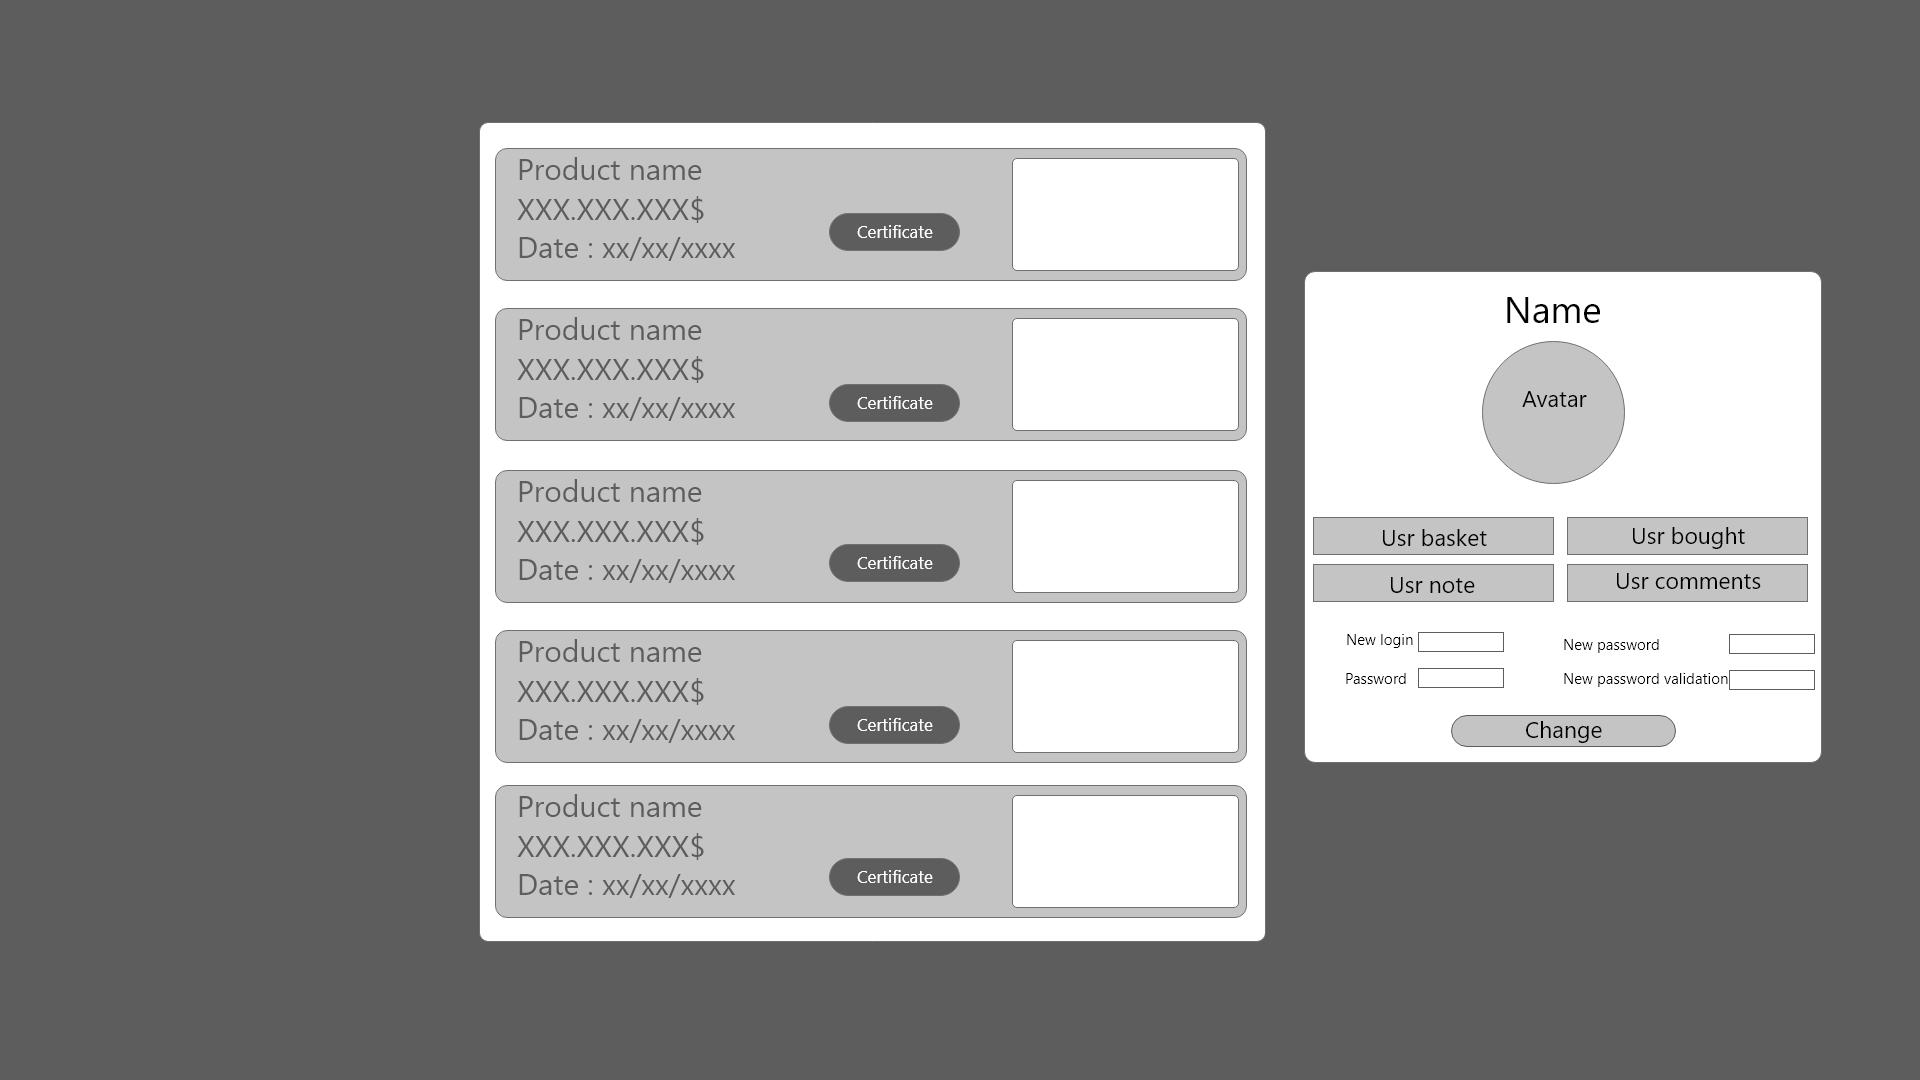 Product name
XXX.XXX.XXX$
Date : xx/xx/xxxx
Certificate
Product name
XXX.XXX.XXX$
Date : xx/xx/xxxx
Certificate
Product name
XXX.XXX.XXX$
Date : xx/xx/xxxx
Certificate
Product name
XXX.XXX.XXX$
Date : xx/xx/xxxx
Certificate
Product name
XXX.XXX.XXX$
Date : xx/xx/xxxx
Certificate
Name
Avatar
Usr basket
Usr bought
Usr note
Usr comments
New login
New password
Password
New password validation
Change